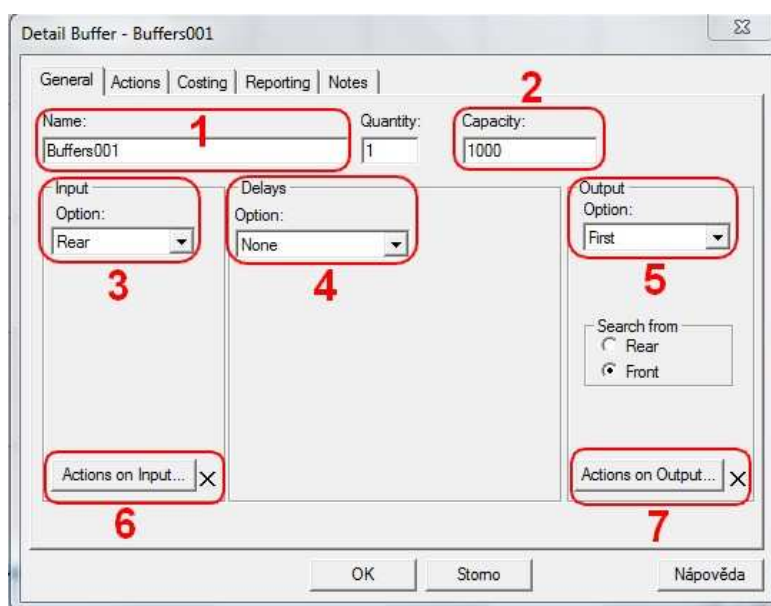 Detail Buffer - Buffers001
General Actions Costing Reporting Notes
2
Name: Quantity: Capacity:
1
Buffers001 1 1000
Input Delays Output
Option: Option: Option:
Rear None First
3 4 5
Search from
Rear
Front
Actions on Input... Actions on Output...
6 7
OK Storno Nápověda